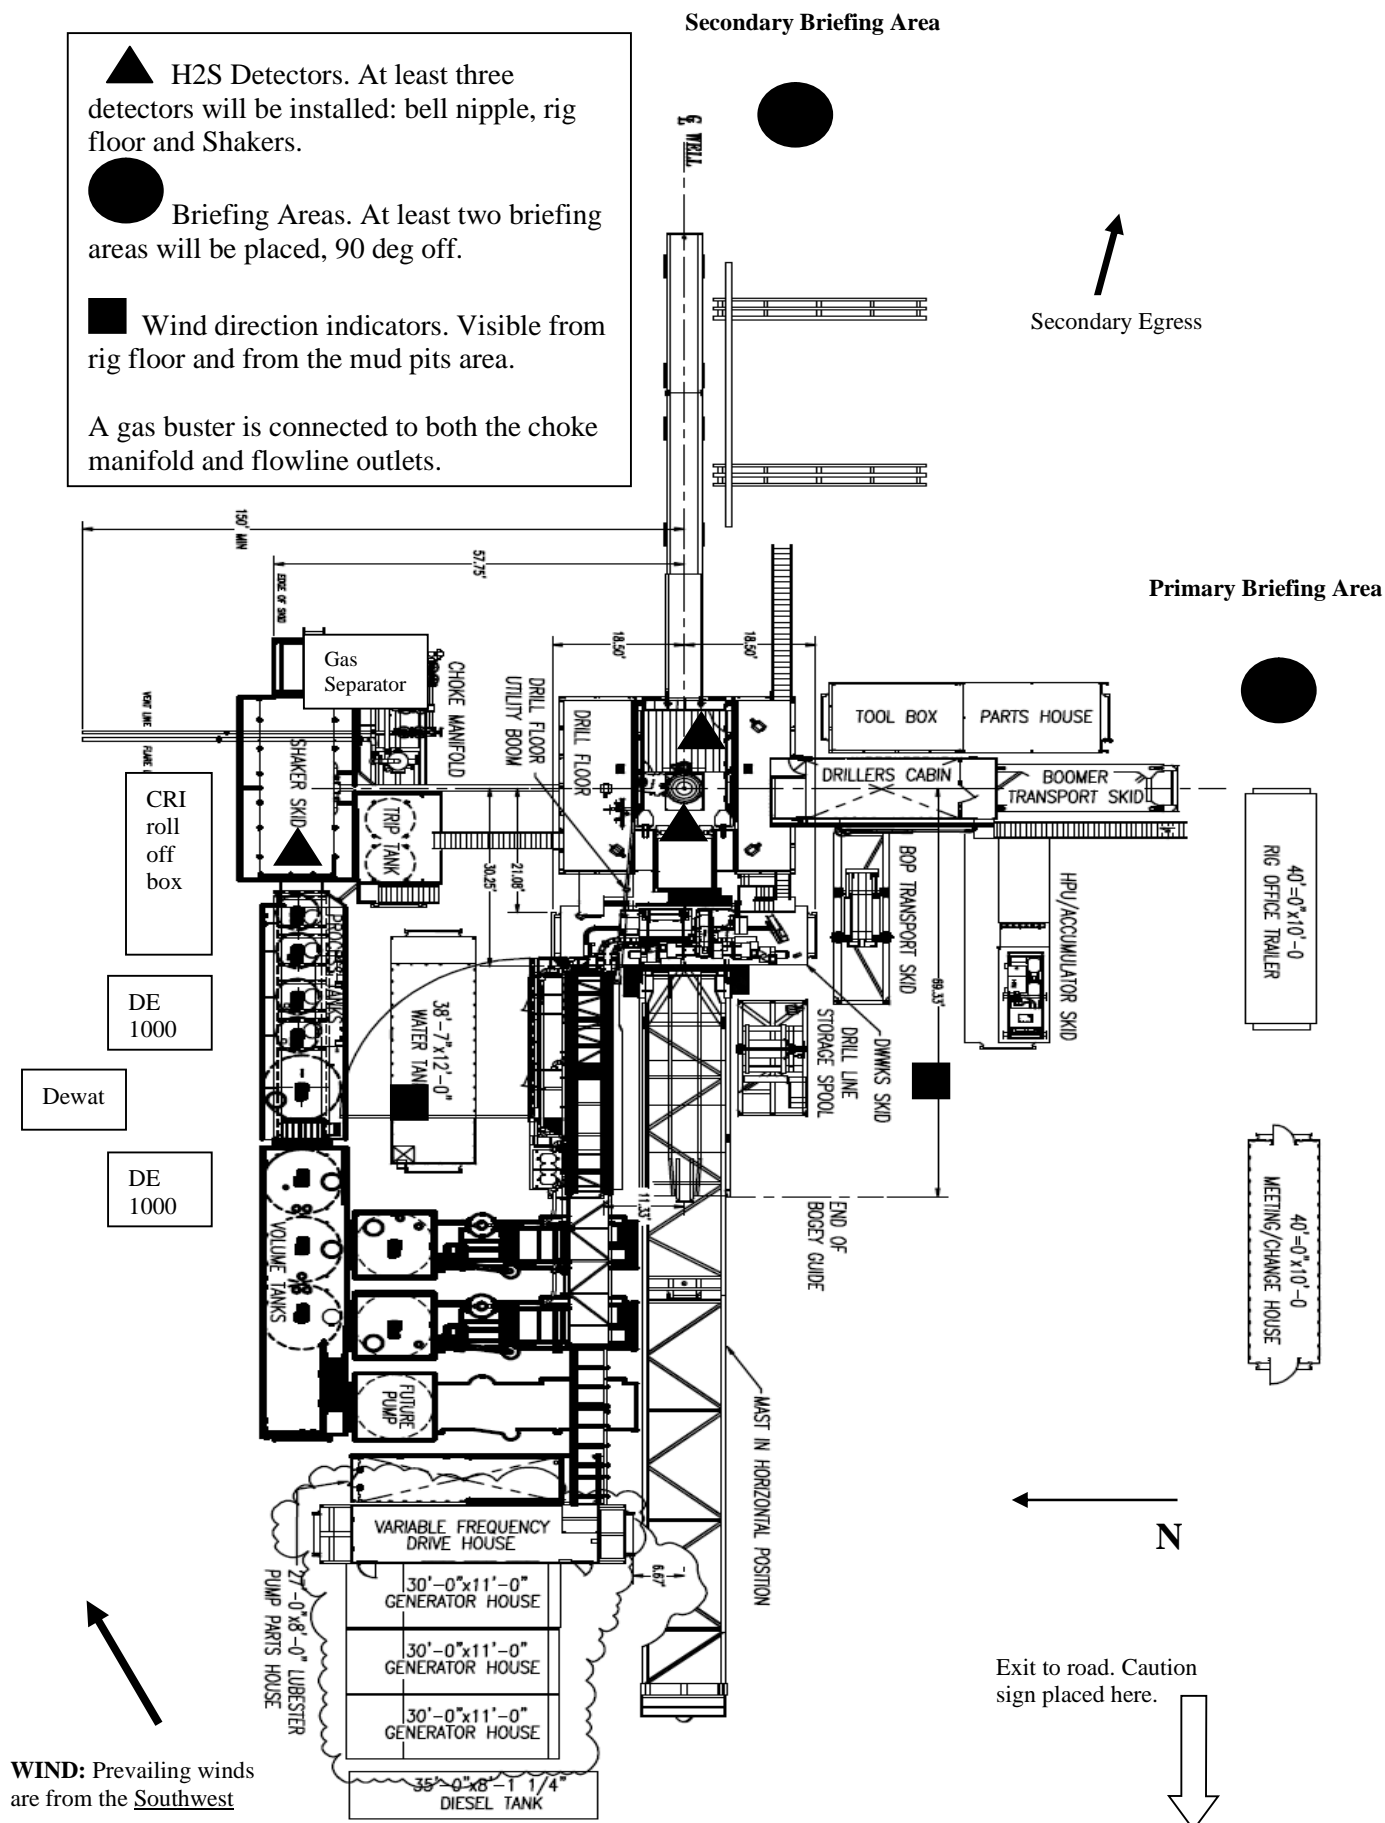 Secondary Briefing Area
H2S Detectors. At least three
detectors will be installed: bell nipple, rig
floor and Shakers.
Briefing Areas. At least two briefing
areas will be placed, 90 deg off.
Wind direction indicators. Visible from
rig floor and from the mud pits area.
A gas buster is connected to both the choke
manifold and flowline outlets.
WELL
Secondary Egress
150' MIN
57.75'
EDGE OF SKID
Primary Briefing Area
18.50'
18.50'
Gas
Separator
CHOKE MANIFOLD
DRILL FLOOR
UTILITY BOOM
DRILL FLOOR
TOOL BOX
PARTS HOUSE
VENT LINE
FLARE
SHAKER SKID
DRILLERS CABIN
BOOMER
TRANSPORT SKID
CRI
roll
off
box
TRIP TANK
30.25'
21.08'
BOP TRANSPORT SKID
HPU/ACCUMULATOR SKID
40'-0"x10'-0
RIG OFFICE TRAILER
PROCESS TANKS
DE
1000
38'-7"x12'-0"
WATER TANK
69.33'
DRILL LINE
STORAGE SPOOL
DWWKS SKID
Dewat
DE
1000
VOLUME TANKS
11.33'
END OF
BOGEY GUIDE
40'=0"x10'-0
MEETING/CHANGE HOUSE
FUTURE
PUMP
MAST IN HORIZONTAL POSITION
N
VARIABLE FREQUENCY
DRIVE HOUSE
6.67'
27'-0"x8'-0" LUBESTER
PUMP PARTS HOUSE
30'-0"x11'-0"
GENERATOR HOUSE
30'-0"x11'-0"
GENERATOR HOUSE
30'-0"x11'-0"
GENERATOR HOUSE
Exit to road. Caution
sign placed here.
WIND: Prevailing winds
are from the Southwest
35'-0"x8'-1 1/4"
DIESEL TANK